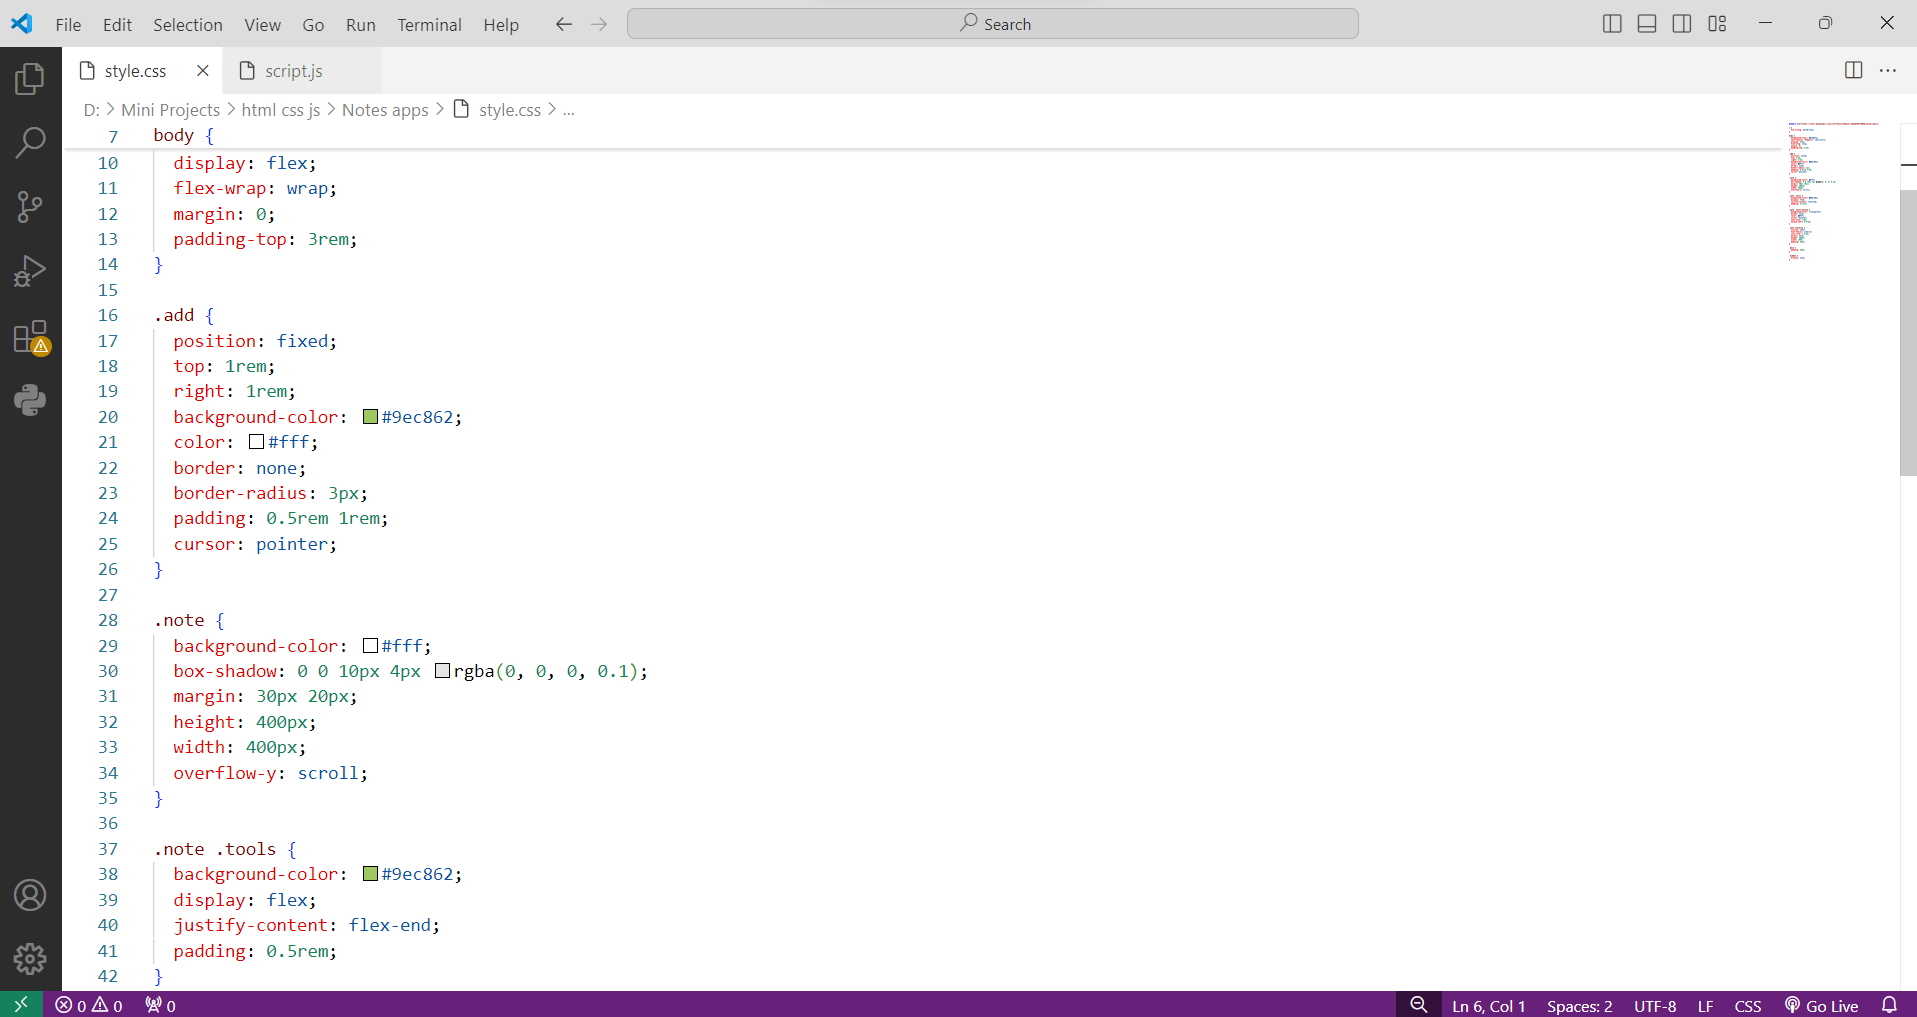 File Edit Selection View Go Run Terminal Help Search
style.css script.js
D: > Mini Projects > html css js > Notes apps > style.css > ...
7 body {
10 display: flex;
11 flex-wrap: wrap;
12 margin: 0;
13 padding-top: 3rem;
14 }
15
16 .add {
17 position: fixed;
18 top: 1rem;
19 right: 1rem;
20 background-color: #9ec862;
21 color: #fff;
22 border: none;
23 border-radius: 3px;
24 padding: 0.5rem 1rem;
25 cursor: pointer;
26 }
27
28 .note {
29 background-color: #fff;
30 box-shadow: 0 0 10px 4px rgba(0, 0, 0, 0.1);
31 margin: 30px 20px;
32 height: 400px;
33 width: 400px;
34 overflow-y: scroll;
35 }
36
37 .note .tools {
38 background-color: #9ec862;
39 display: flex;
40 justify-content: flex-end;
41 padding: 0.5rem;
42 }
0 0 0 Ln 6, Col 1 Spaces: 2 UTF-8 LF CSS Go Live